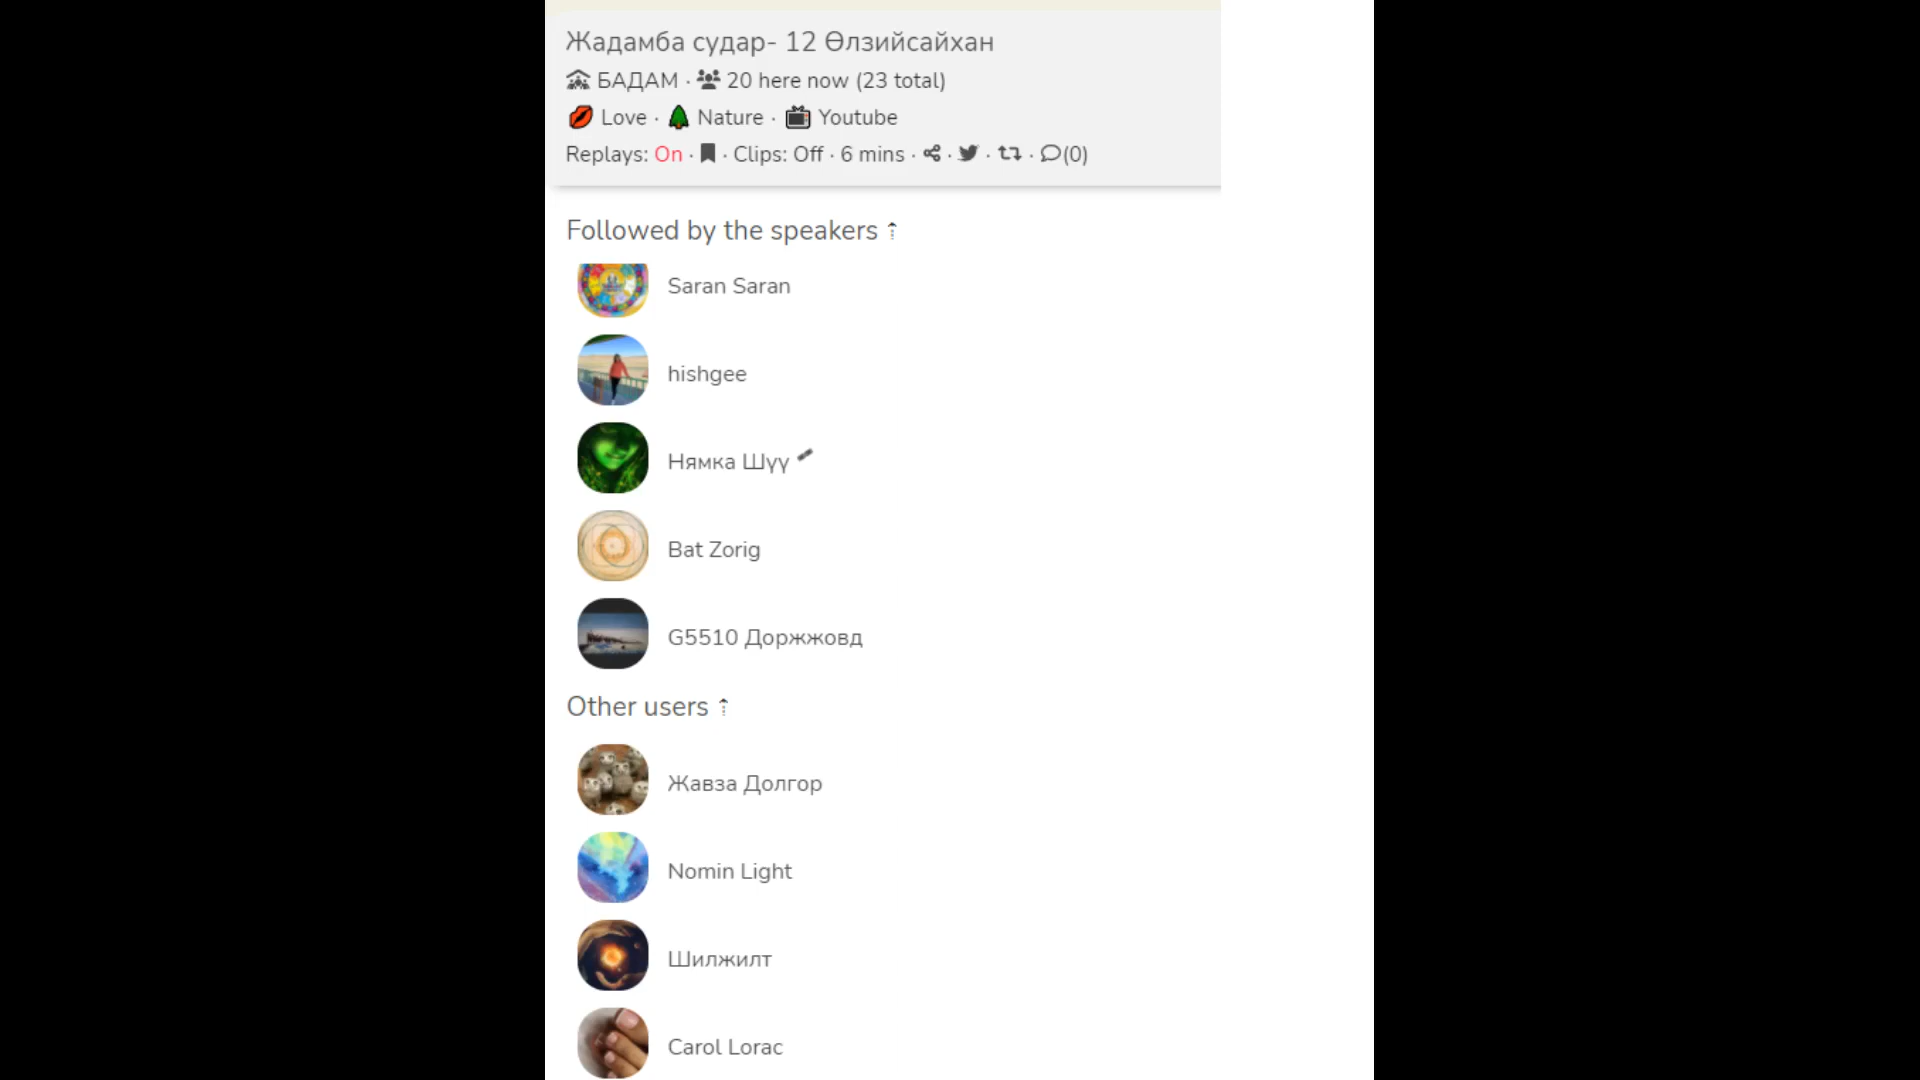 Жадамба судар- 12 Өлзийсайхан
БАДАМ · 20 here now (23 total)
Love · Nature · Youtube
Replays: On · · Clips: Off · 6 mins · · · · (0)
Followed by the speakers
Saran Saran
hishgee
Нямка Шүү
Bat Zorig
G5510 Доржжовд
Other users
Жавза Долгор
Nomin Light
Шилжилт
Carol Lorac